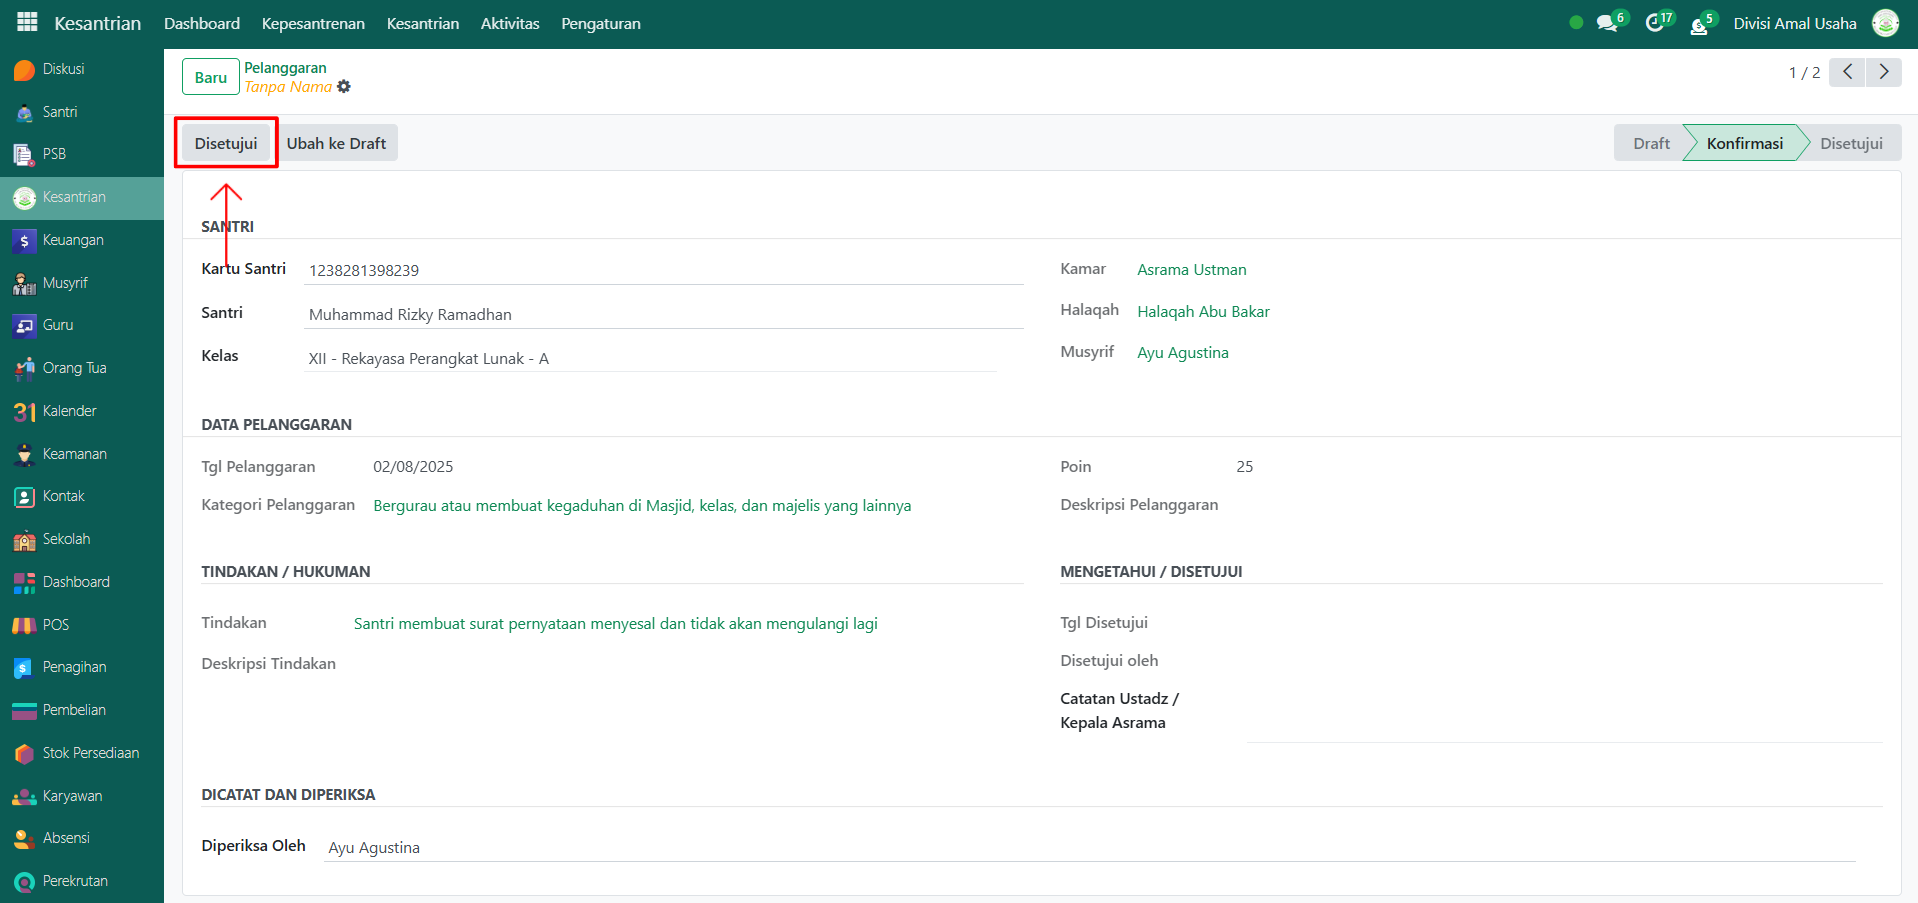 Kesantrian Dashboard Kepesantrenan Kesantrian Aktivitas Pengaturan 6 17 5 Divisi Amal Usaha
Diskusi
Santri
PSB
Kesantrian
Keuangan
Musyrif
Guru
Orang Tua
31 Kalender
Keamanan
Kontak
Sekolah
Dashboard
POS
Penagihan
Pembelian
Stok Persediaan
Karyawan
Absensi
Perekrutan
Baru Pelanggaran
Tanpa Nama
1 / 2
Disetujui Ubah ke Draft Draft Konfirmasi Disetujui
SANTRI
Kartu Santri 1238281398239
Santri Muhammad Rizky Ramadhan
Kelas XII - Rekayasa Perangkat Lunak - A
Kamar Asrama Ustman
Halaqah Halaqah Abu Bakar
Musyrif Ayu Agustina
DATA PELANGGARAN
Tgl Pelanggaran 02/08/2025
Kategori Pelanggaran Bergurau atau membuat kegaduhan di Masjid, kelas, dan majelis yang lainnya
Poin 25
Deskripsi Pelanggaran
TINDAKAN / HUKUMAN
Tindakan Santri membuat surat pernyataan menyesal dan tidak akan mengulangi lagi
Deskripsi Tindakan
MENGETAHUI / DISETUJUI
Tgl Disetujui
Disetujui oleh
Catatan Ustadz /
Kepala Asrama
DICATAT DAN DIPERIKSA
Diperiksa Oleh Ayu Agustina